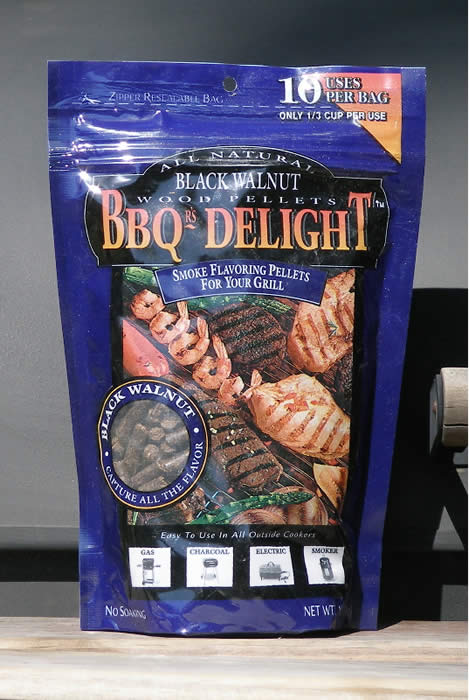 ZIPPER RESEALABLE BAG
10 USES PER BAG
ONLY 1/3 CUP PER USE
ALL NATURAL
BLACK WALNUT
WOOD PELLETS
BBQRS DELIGHT™
SMOKE FLAVORING PELLETS
FOR YOUR GRILL
BLACK WALNUT
CAPTURE ALL THE FLAVOR
Easy To Use In All Outside Cookers
GAS
CHARCOAL
ELECTRIC
SMOKER
NO SOAKING
NET WT.